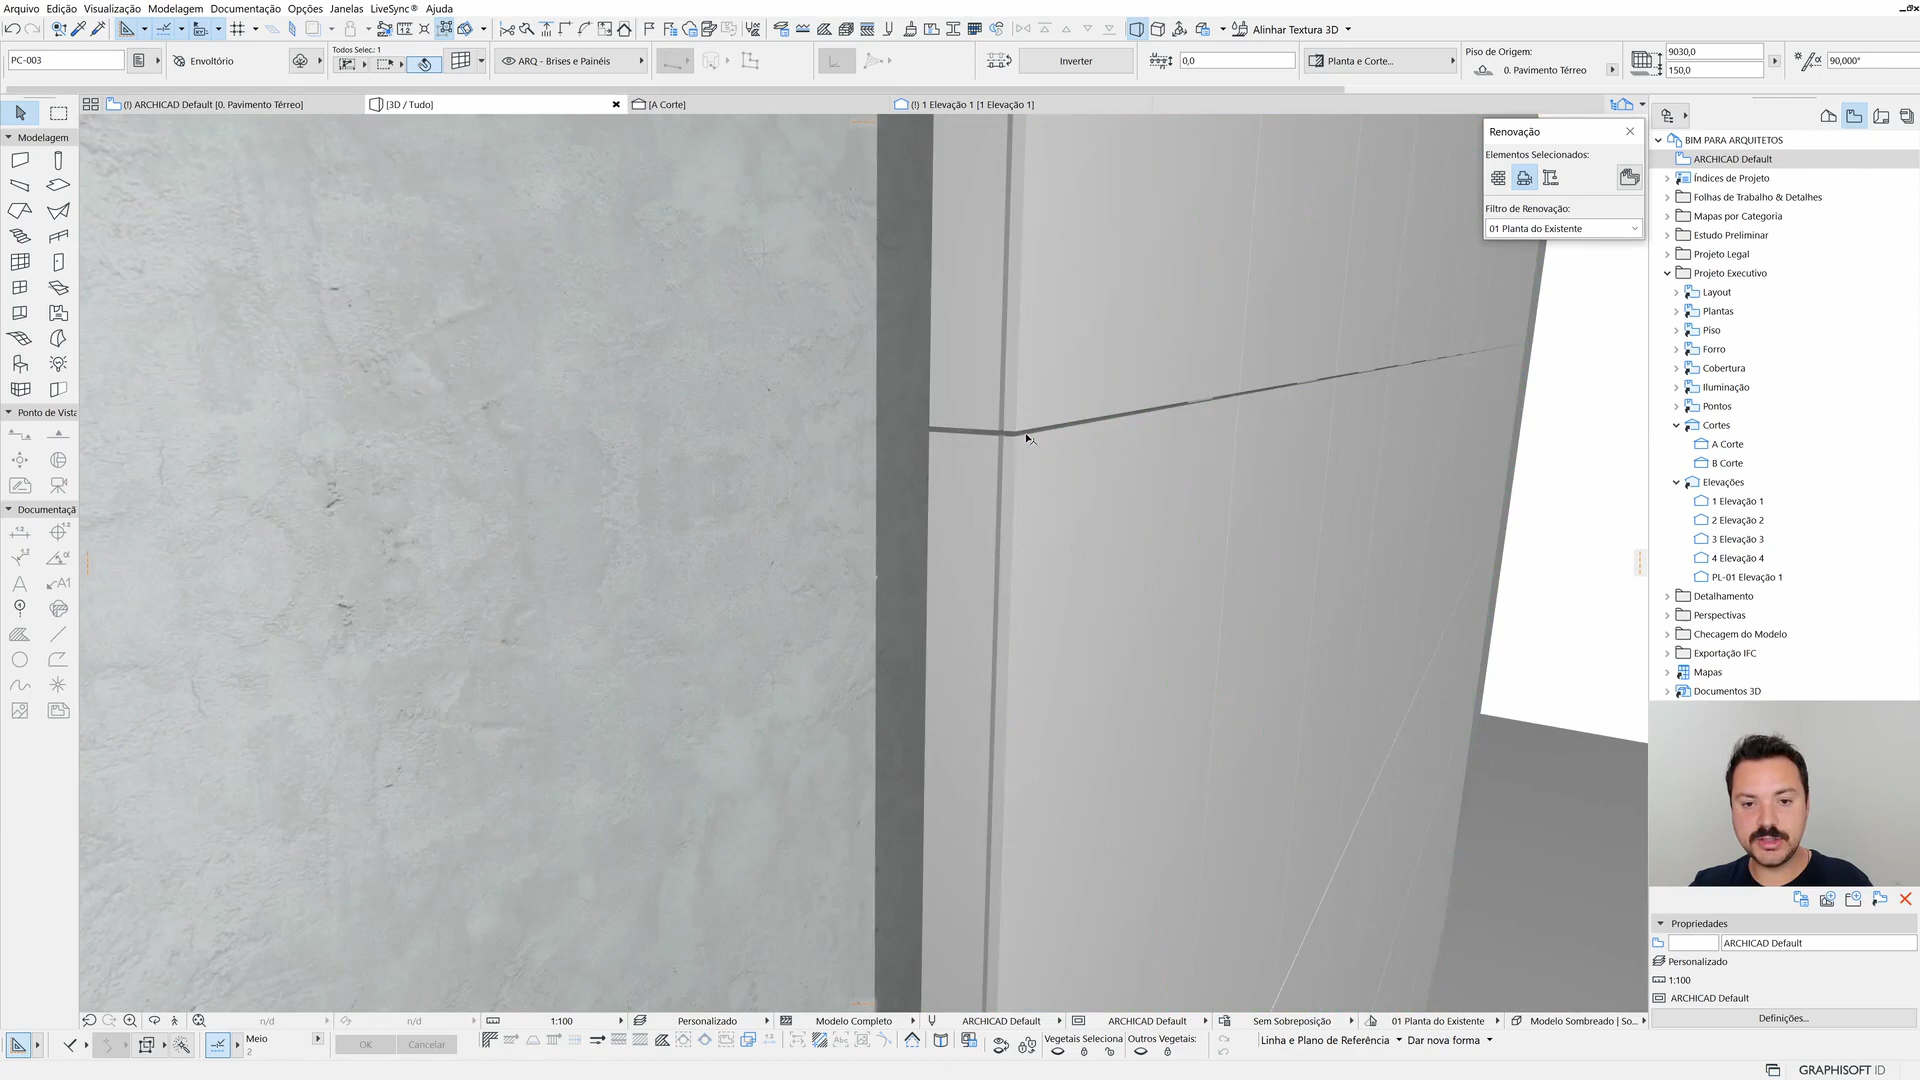 Arquivo Edição Visualização Modelagem Documentação Opções Janelas LiveSync® Ajuda
Alinhar Textura 3D
PC-003
Envoltório
Todos Selec.: 1
ARQ - Brises e Painéis
Inverter
0,0
Planta e Corte...
Piso de Origem:
0. Pavimento Térreo
9030,0
150,0
90,000°
(!) ARCHICAD Default [0. Pavimento Térreo]
[3D / Tudo]
[A Corte]
(!) 1 Elevação 1 [1 Elevação 1]
Modelagem
Ponto de Vista
Documentaçã
Renovação
Elementos Selecionados:
Filtro de Renovação:
01 Planta do Existente
BIM PARA ARQUITETOS
ARCHICAD Default
Índices de Projeto
Folhas de Trabalho & Detalhes
Mapas por Categoria
Estudo Preliminar
Projeto Legal
Projeto Executivo
Layout
Plantas
Piso
Forro
Cobertura
Iluminação
Pontos
Cortes
A Corte
B Corte
Elevações
1 Elevação 1
2 Elevação 2
3 Elevação 3
4 Elevação 4
PL-01 Elevação 1
Detalhamento
Perspectivas
Checagem do Modelo
Exportação IFC
Mapas
Documentos 3D
Propriedades
ARCHICAD Default
Personalizado
1:100
ARCHICAD Default
Definições...
n/d
n/d
1:100
Personalizado
Modelo Completo
ARCHICAD Default
ARCHICAD Default
Sem Sobreposição
01 Planta do Existente
Modelo Sombreado | So...
Meio
2
OK
Cancelar
Vegetais Seleciona
Outros Vegetais:
Linha e Plano de Referência
Dar nova forma
GRAPHISOFT ID